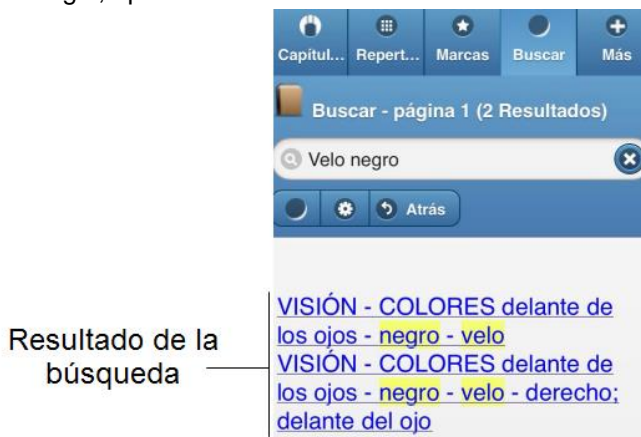 Capítul... Repert... Marcas Buscar Más
Buscar - página 1 (2 Resultados)
Velo negro
Atrás
VISIÓN - COLORES delante de
los ojos - negro - velo
VISIÓN - COLORES delante de
los ojos - negro - velo - derecho;
delante del ojo
Resultado de la
búsqueda